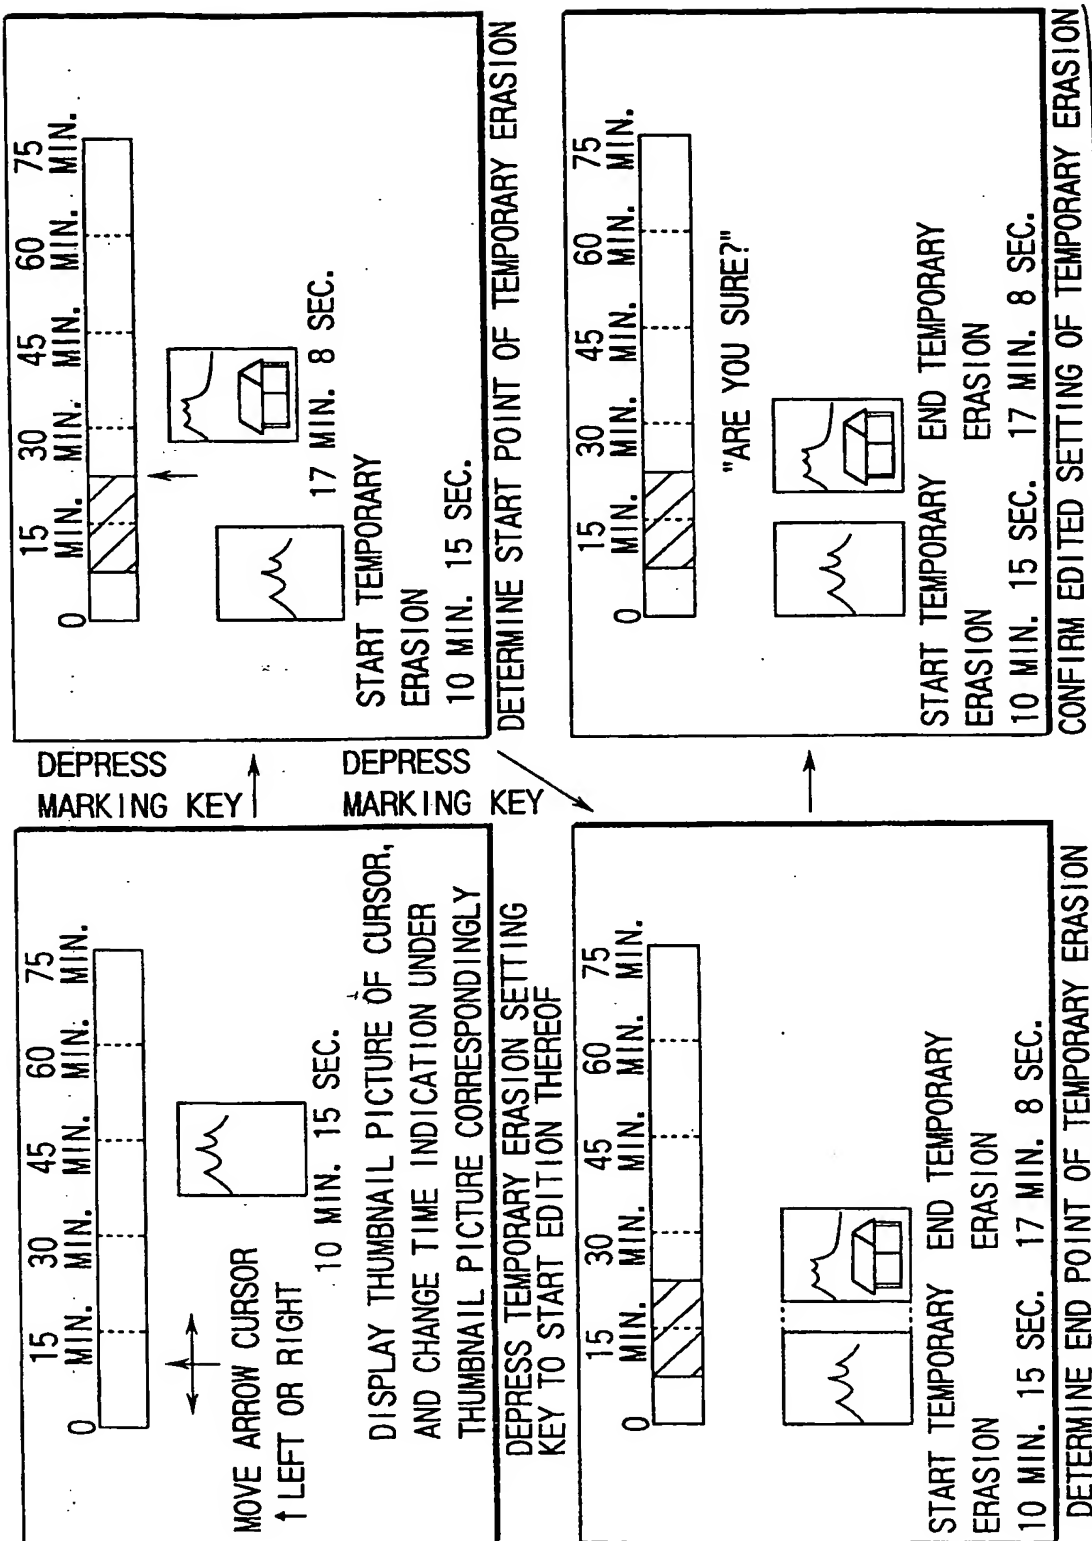 15 30 45 60 75
0 MIN. MIN. MIN. MIN. MIN.
MOVE ARROW CURSOR
↑LEFT OR RIGHT
10 MIN. 15 SEC.
DISPLAY THUMBNAIL PICTURE OF CURSOR,
AND CHANGE TIME INDICATION UNDER
THUMBNAIL PICTURE CORRESPONDINGLY
DEPRESS TEMPORARY ERASION SETTING
KEY TO START EDITION THEREOF
DEPRESS
MARKING KEY
15 30 45 60 75
0 MIN. MIN. MIN. MIN. MIN.
17 MIN. 8 SEC.
START TEMPORARY
ERASION
10 MIN. 15 SEC.
DETERMINE START POINT OF TEMPORARY ERASION
DEPRESS
MARKING KEY
15 30 45 60 75
0 MIN. MIN. MIN. MIN. MIN.
START TEMPORARY END TEMPORARY
ERASION ERASION
10 MIN. 15 SEC. 17 MIN. 8 SEC.
DETERMINE END POINT OF TEMPORARY ERASION
15 30 45 60 75
0 MIN. MIN. MIN. MIN. MIN.
"ARE YOU SURE?"
START TEMPORARY END TEMPORARY
ERASION ERASION
10 MIN. 15 SEC. 17 MIN. 8 SEC.
CONFIRM EDITED SETTING OF TEMPORARY ERASION